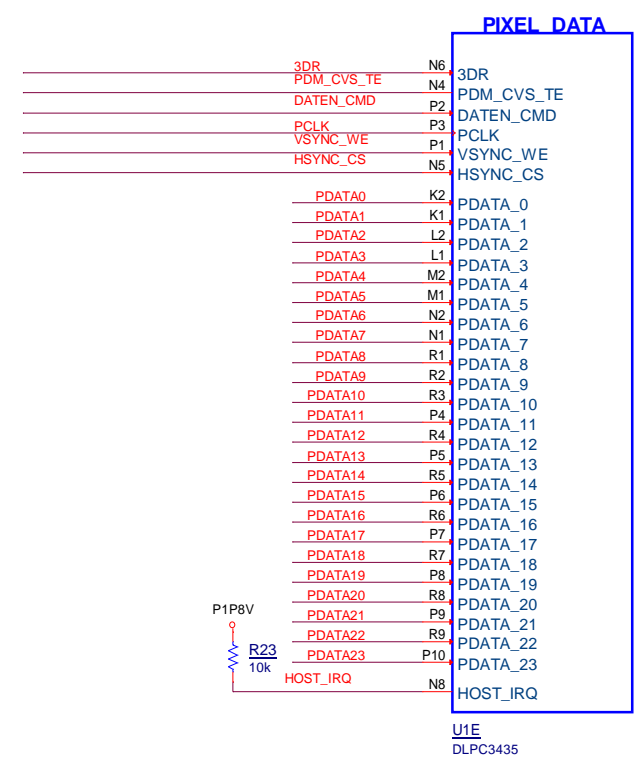 PIXEL_DATA
3DR N6 3DR
PDM_CVS_TE N4 PDM_CVS_TE
DATEN_CMD P2 DATEN_CMD
PCLK P3 PCLK
VSYNC_WE P1 VSYNC_WE
HSYNC_CS N5 HSYNC_CS
PDATA0 K2 PDATA_0
PDATA1 K1 PDATA_1
PDATA2 L2 PDATA_2
PDATA3 L1 PDATA_3
PDATA4 M2 PDATA_4
PDATA5 M1 PDATA_5
PDATA6 N2 PDATA_6
PDATA7 N1 PDATA_7
PDATA8 R1 PDATA_8
PDATA9 R2 PDATA_9
PDATA10 R3 PDATA_10
PDATA11 P4 PDATA_11
PDATA12 R4 PDATA_12
PDATA13 P5 PDATA_13
PDATA14 R5 PDATA_14
PDATA15 P6 PDATA_15
PDATA16 R6 PDATA_16
PDATA17 P7 PDATA_17
PDATA18 R7 PDATA_18
PDATA19 P8 PDATA_19
PDATA20 R8 PDATA_20
P1P8V
PDATA21 P9 PDATA_21
PDATA22 R9 PDATA_22
R23
10k
PDATA23 P10 PDATA_23
HOST_IRQ N8 HOST_IRQ
U1E
DLPC3435